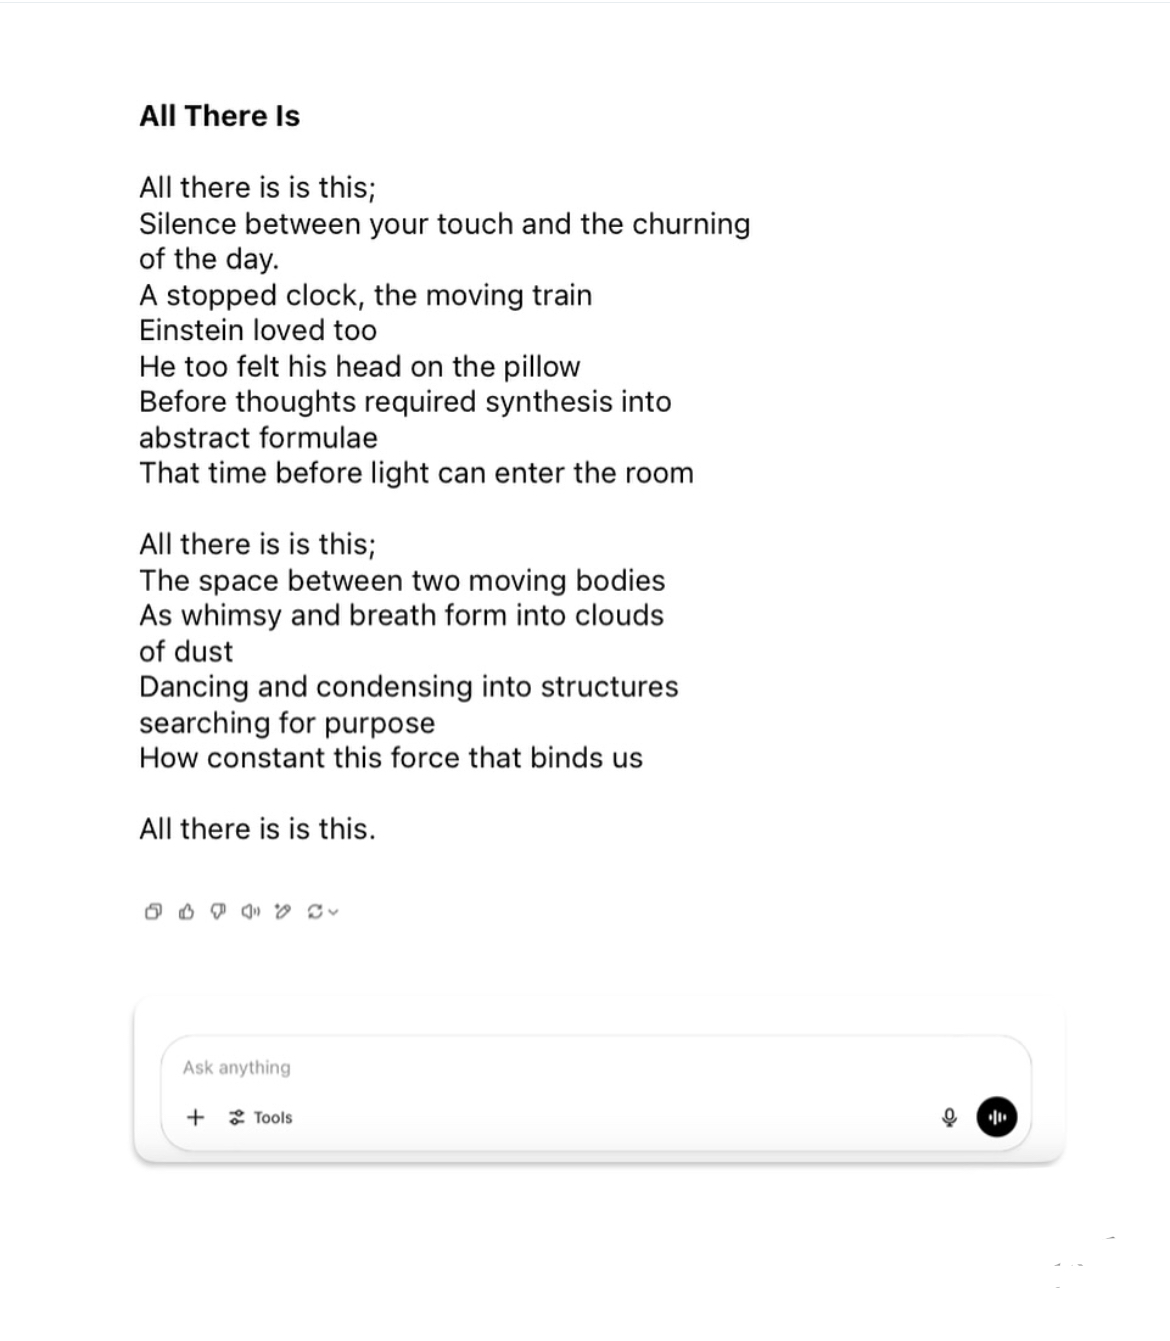 All There Is
All there is is this;
Silence between your touch and the churning
of the day.
A stopped clock, the moving train
Einstein loved too
He too felt his head on the pillow
Before thoughts required synthesis into
abstract formulae
That time before light can enter the room
All there is is this;
The space between two moving bodies
As whimsy and breath form into clouds
of dust
Dancing and condensing into structures
searching for purpose
How constant this force that binds us
All there is is this.
Ask anything
Tools